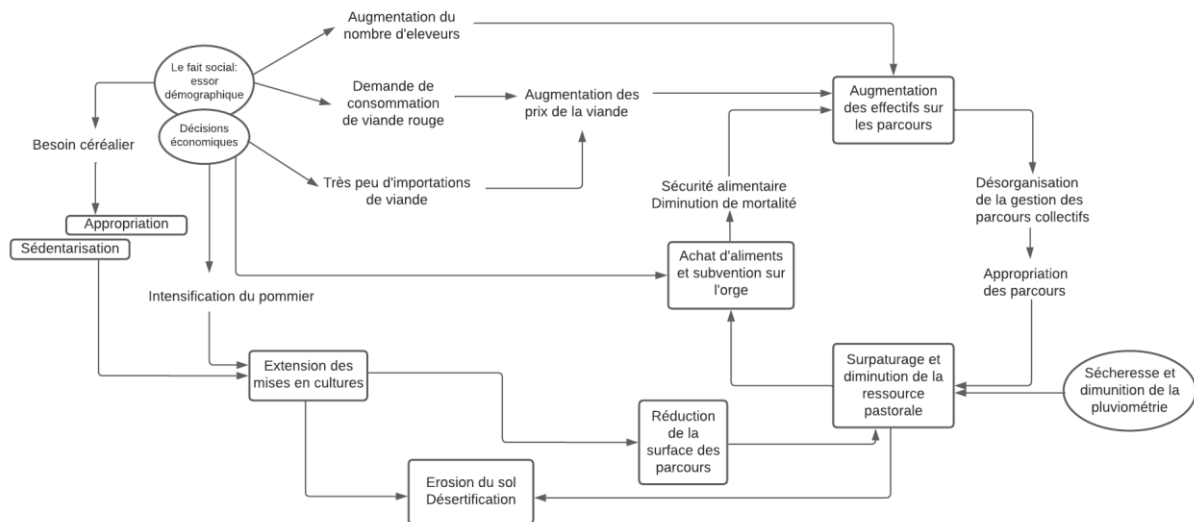 Augmentation du
nombre d'eleveurs
Le fait social:
essor
démographique
Demande de
consommation
de viande rouge
Augmentation des
prix de la viande
Augmentation
des effectifs sur
les parcours
Décisions
économiques
Besoin céréalier
Très peu d'importations
de viande
Sécurité alimentaire
Diminution de mortalité
Désorganisation
de la gestion des
parcours collectifs
Appropriation
Sédentarisation
Achat d'aliments
et subvention sur
l'orge
Appropriation
des parcours
Intensification du pommier
Extension des
mises en cultures
Surpaturage et
diminution de la
ressource
pastorale
Sécheresse et
dimunition de la
pluviométrie
Réduction
de la
surface des
parcours
Erosion du sol
Désertification